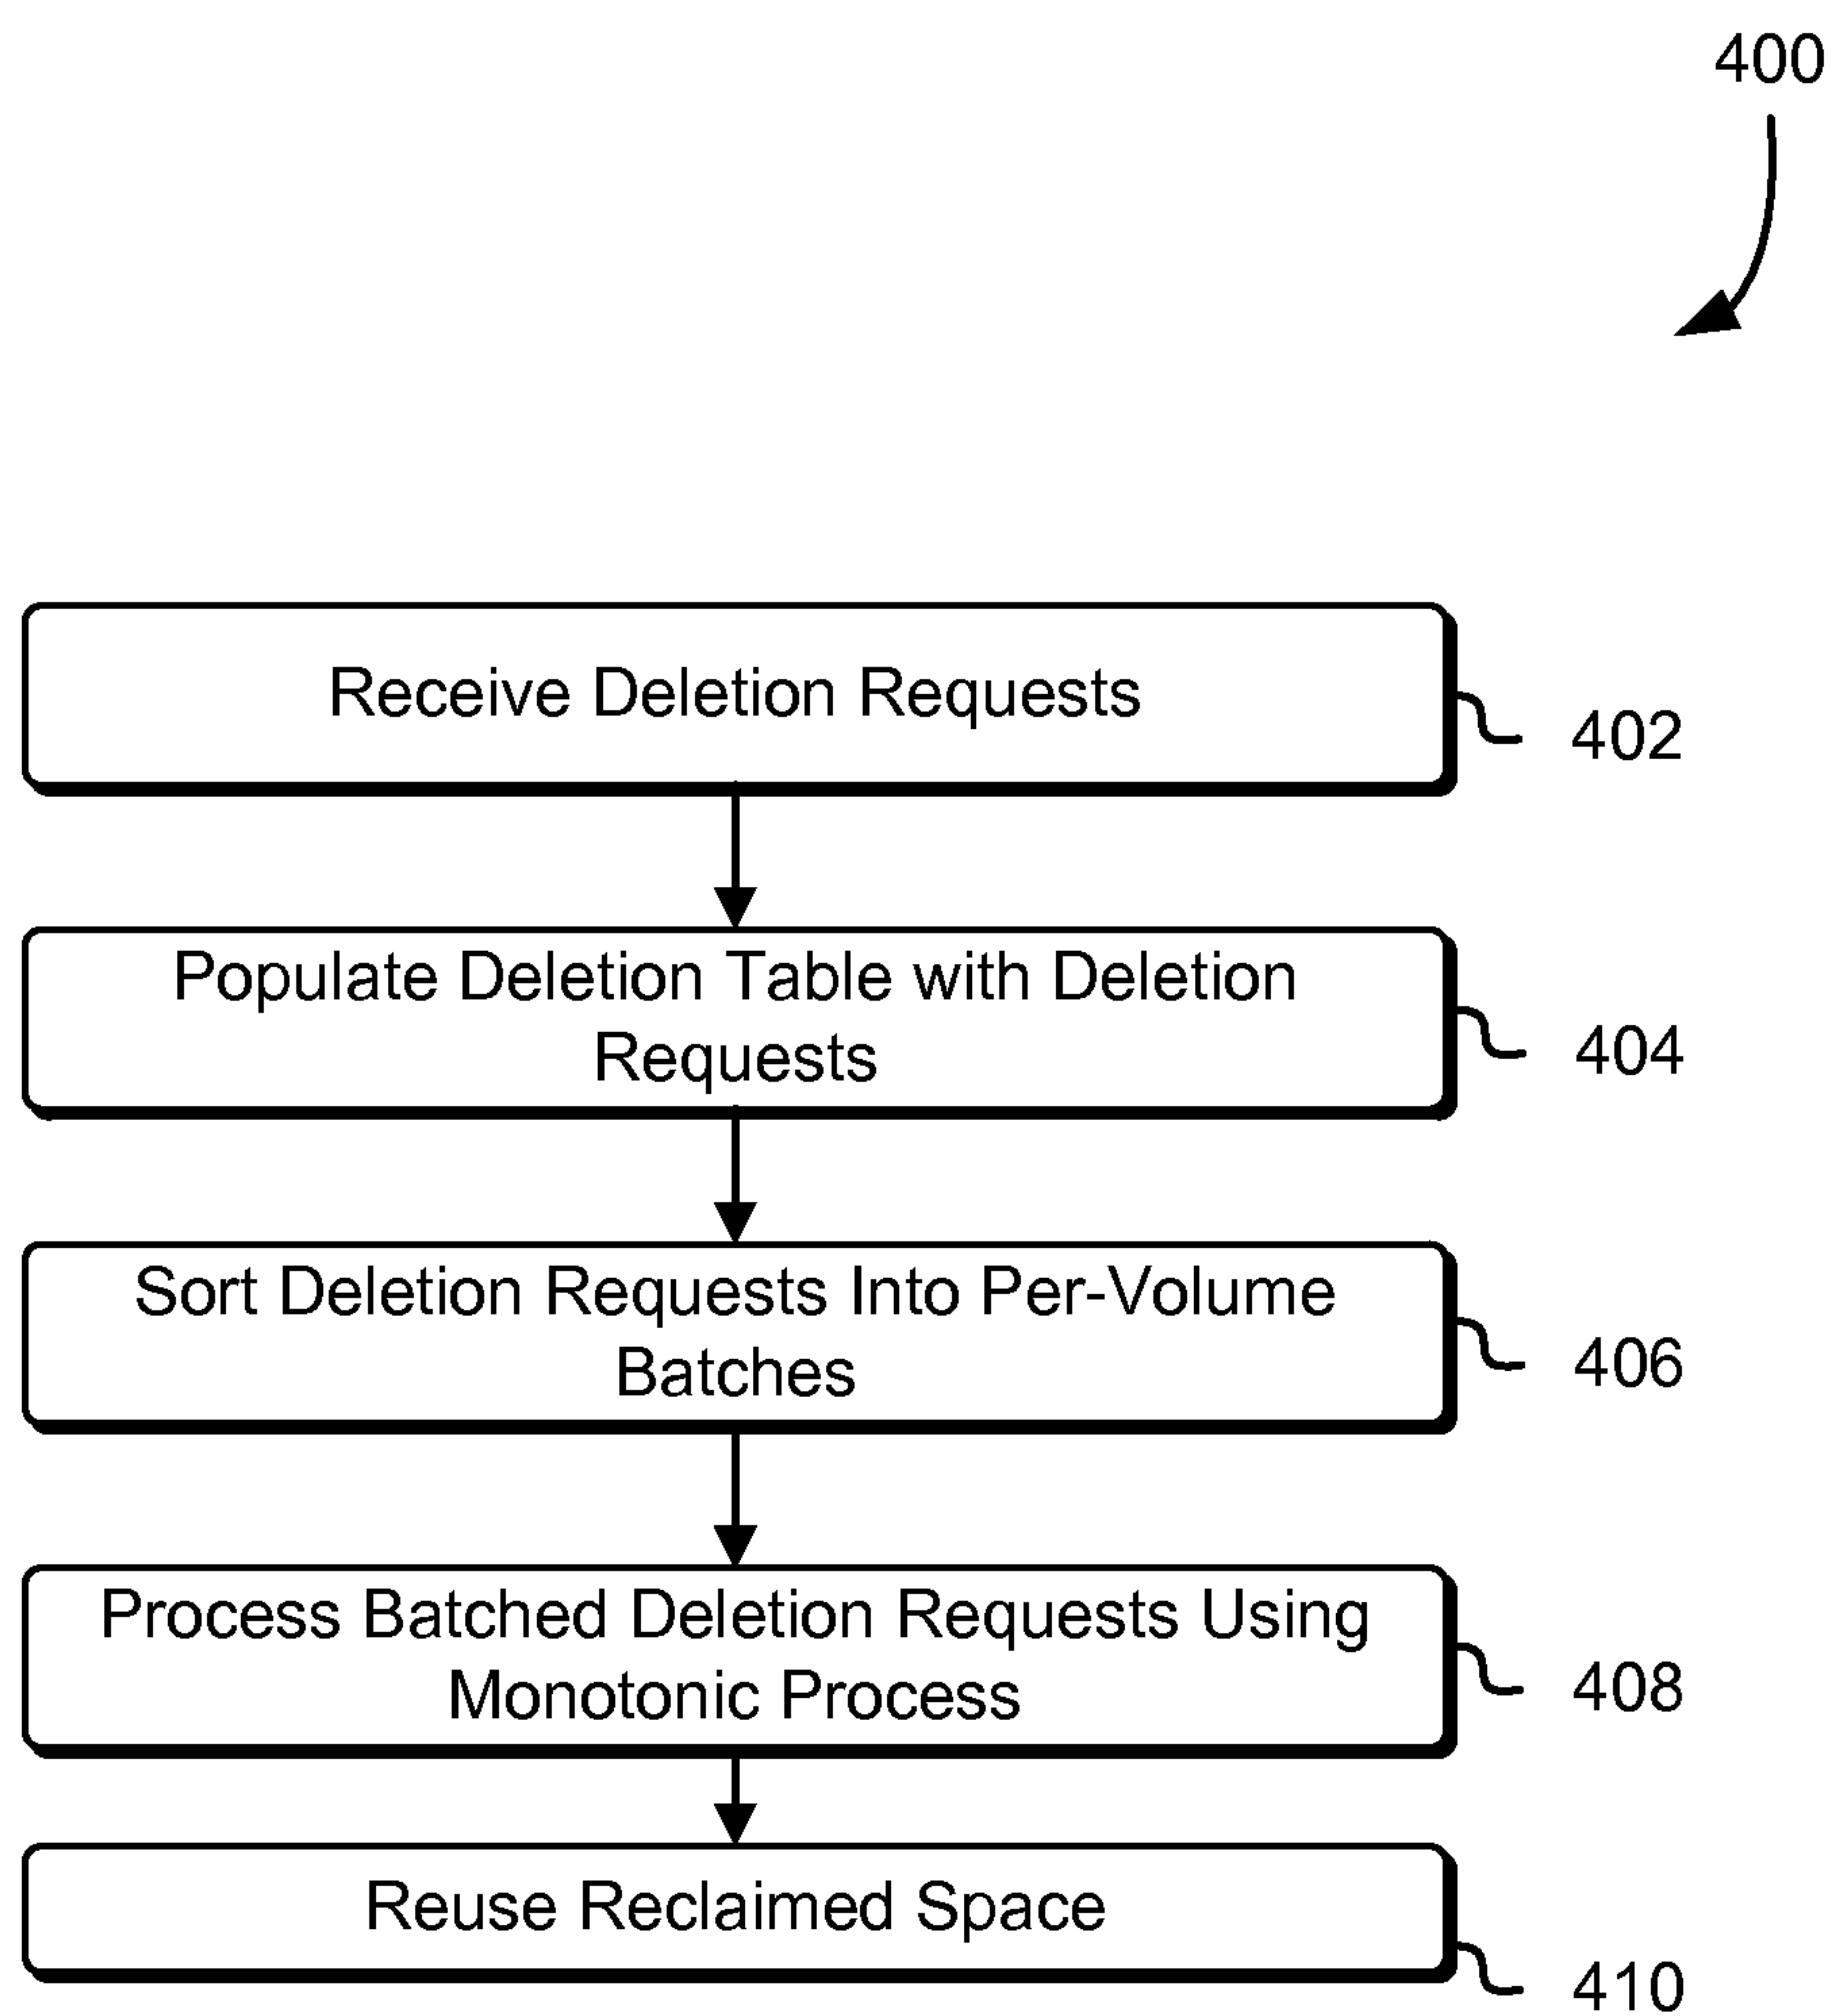 400
Receive Deletion Requests
402
Populate Deletion Table with Deletion
Requests
404
Sort Deletion Requests Into Per-Volume
Batches
406
Process Batched Deletion Requests Using
Monotonic Process
408
Reuse Reclaimed Space
410